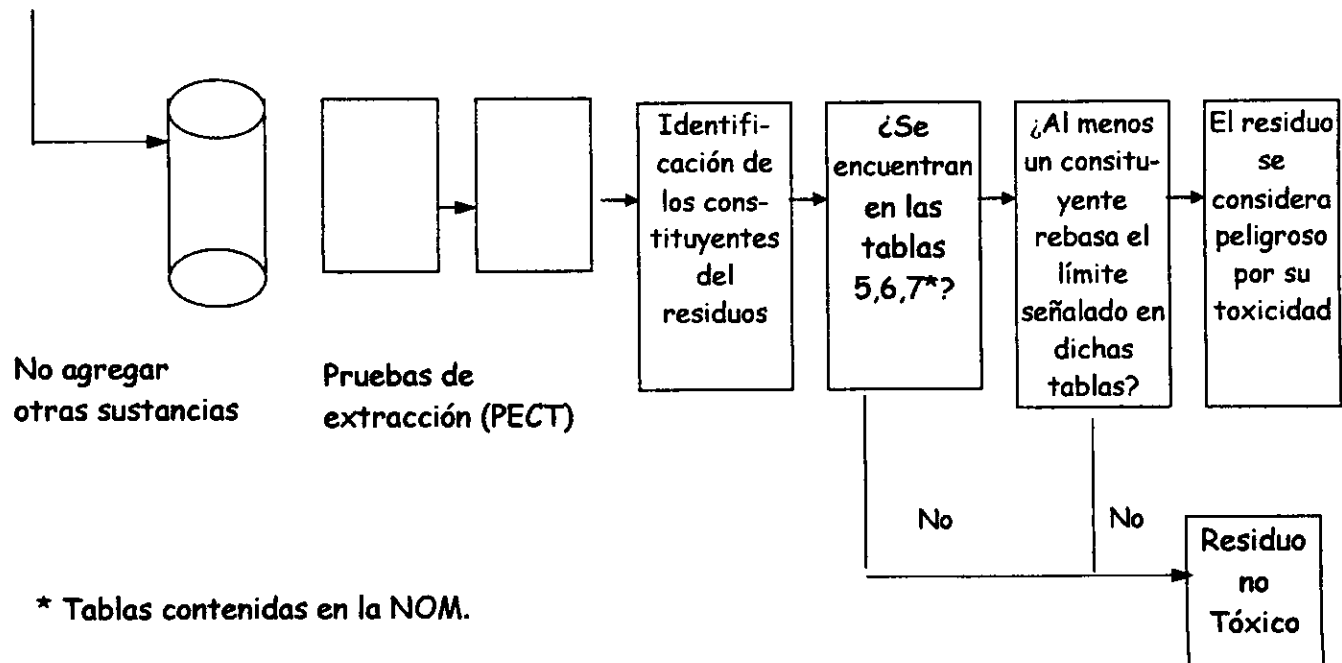 No agregar
otras sustancias
Pruebas de
extracción (PECT)
Identifi-
cación de
los cons-
tituyentes
del
residuos
¿Se
encuentran
en las
tablas
5,6,7*?
¿Al menos
un consitu-
yente
rebasa el
límite
señalado en
dichas
tablas?
El residuo
se
considera
peligroso
por su
toxicidad
No
No
Residuo
no
Tóxico
* Tablas contenidas en la NOM.